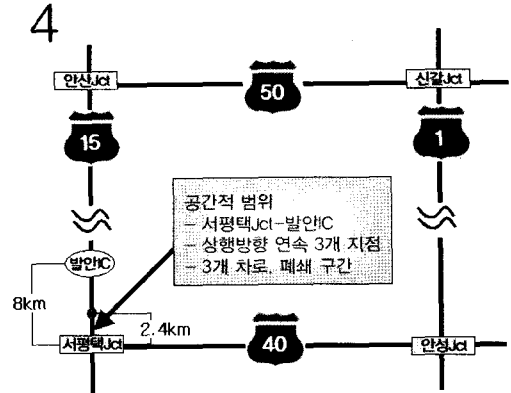 4
안산Jct
50
신갈Jct
15
1
공간적 범위
- 서평택Jct-발안IC
- 상행방향 연속 3개 지점
- 3개 차로, 폐쇄 구간
발안IC
8km
2.4km
서평택Jct
40
안성Jct